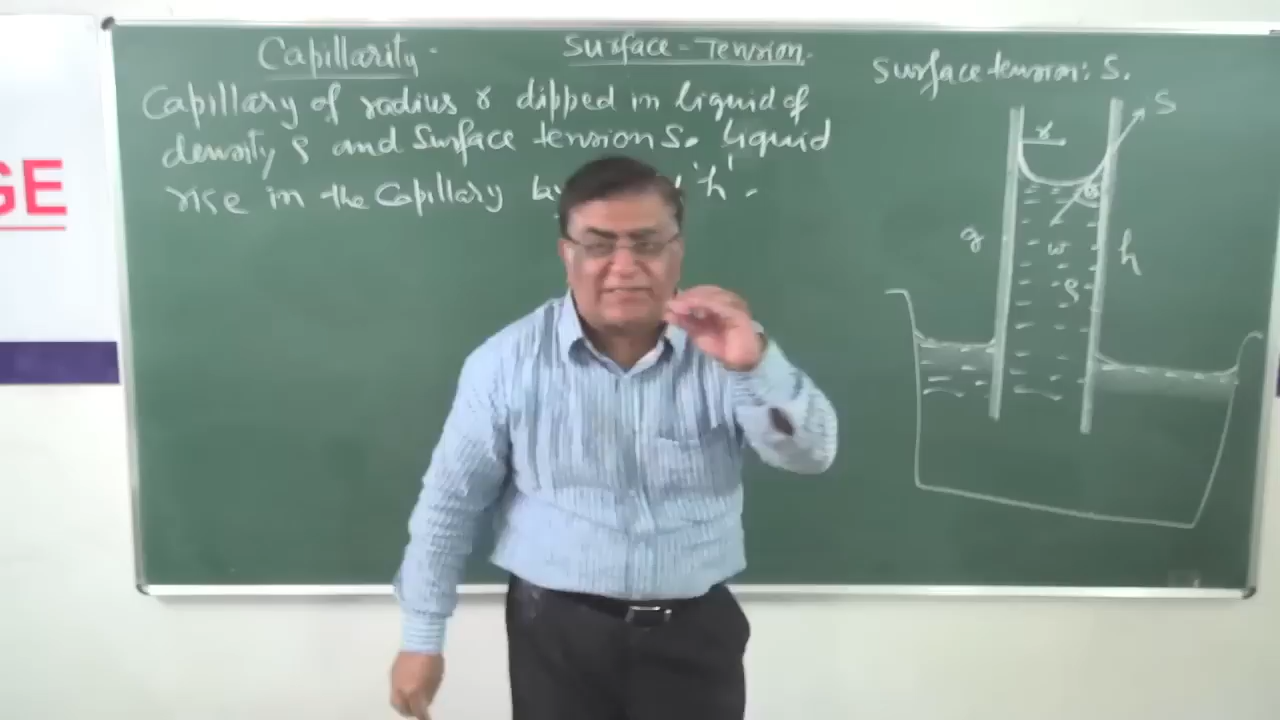 GE
Capillarity.
Surface-Tension.
Surface tension: S.
Capillary of radius r dipped in liquid of
density ρ and Surface tension S. Liquid
rise in the Capillary by 'h'.
S
r
θ
g
w
h
ρ